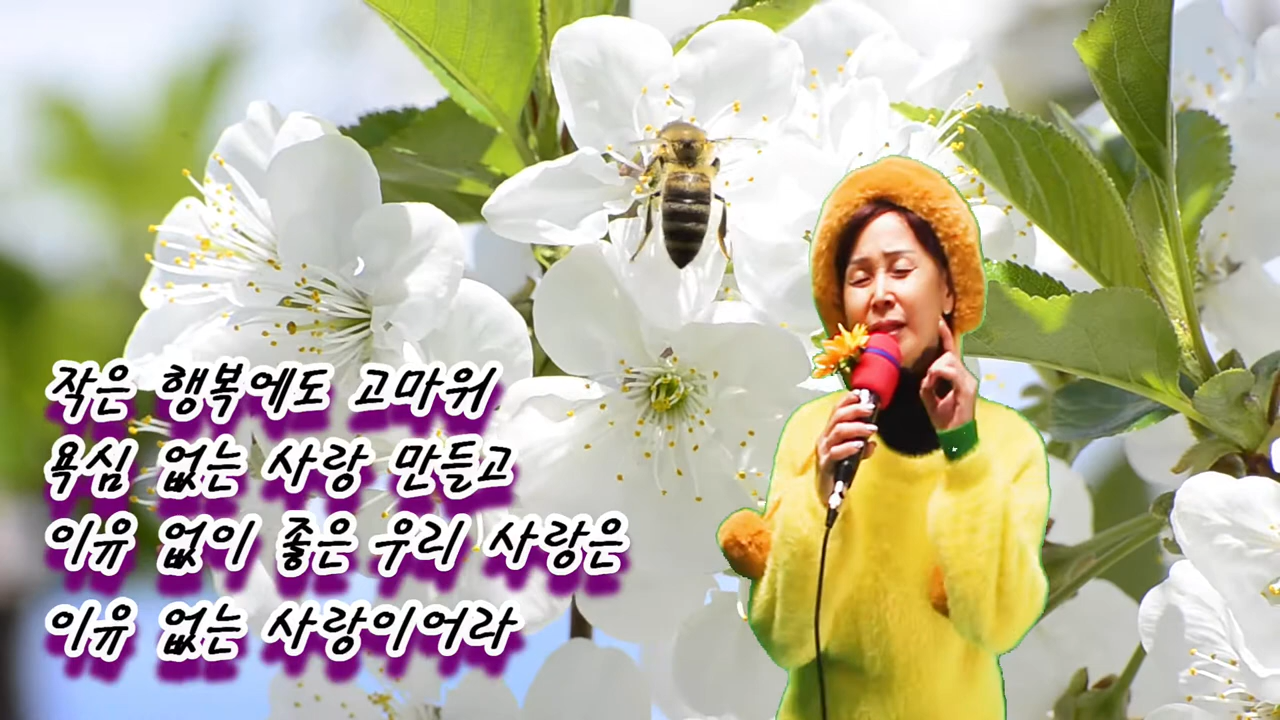 작은 행복에도 고마워
욕심 없는 사랑 만들고
이유 없이 좋은 우리 사랑은
이유 없는 사랑이어라